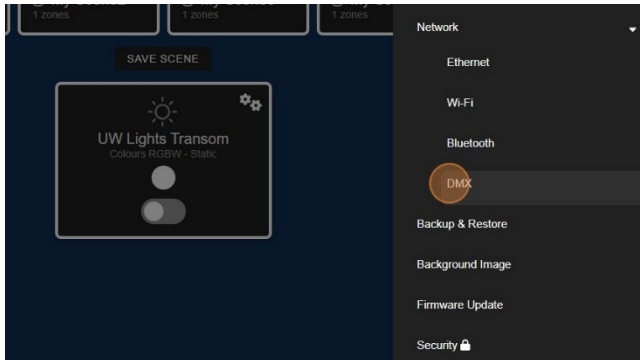 1 zones
1 zones
1 zones
SAVE SCENE
UW Lights Transom
Colours RGBW - Static
Network
Ethernet
Wi-Fi
Bluetooth
DMX
Backup & Restore
Background Image
Firmware Update
Security